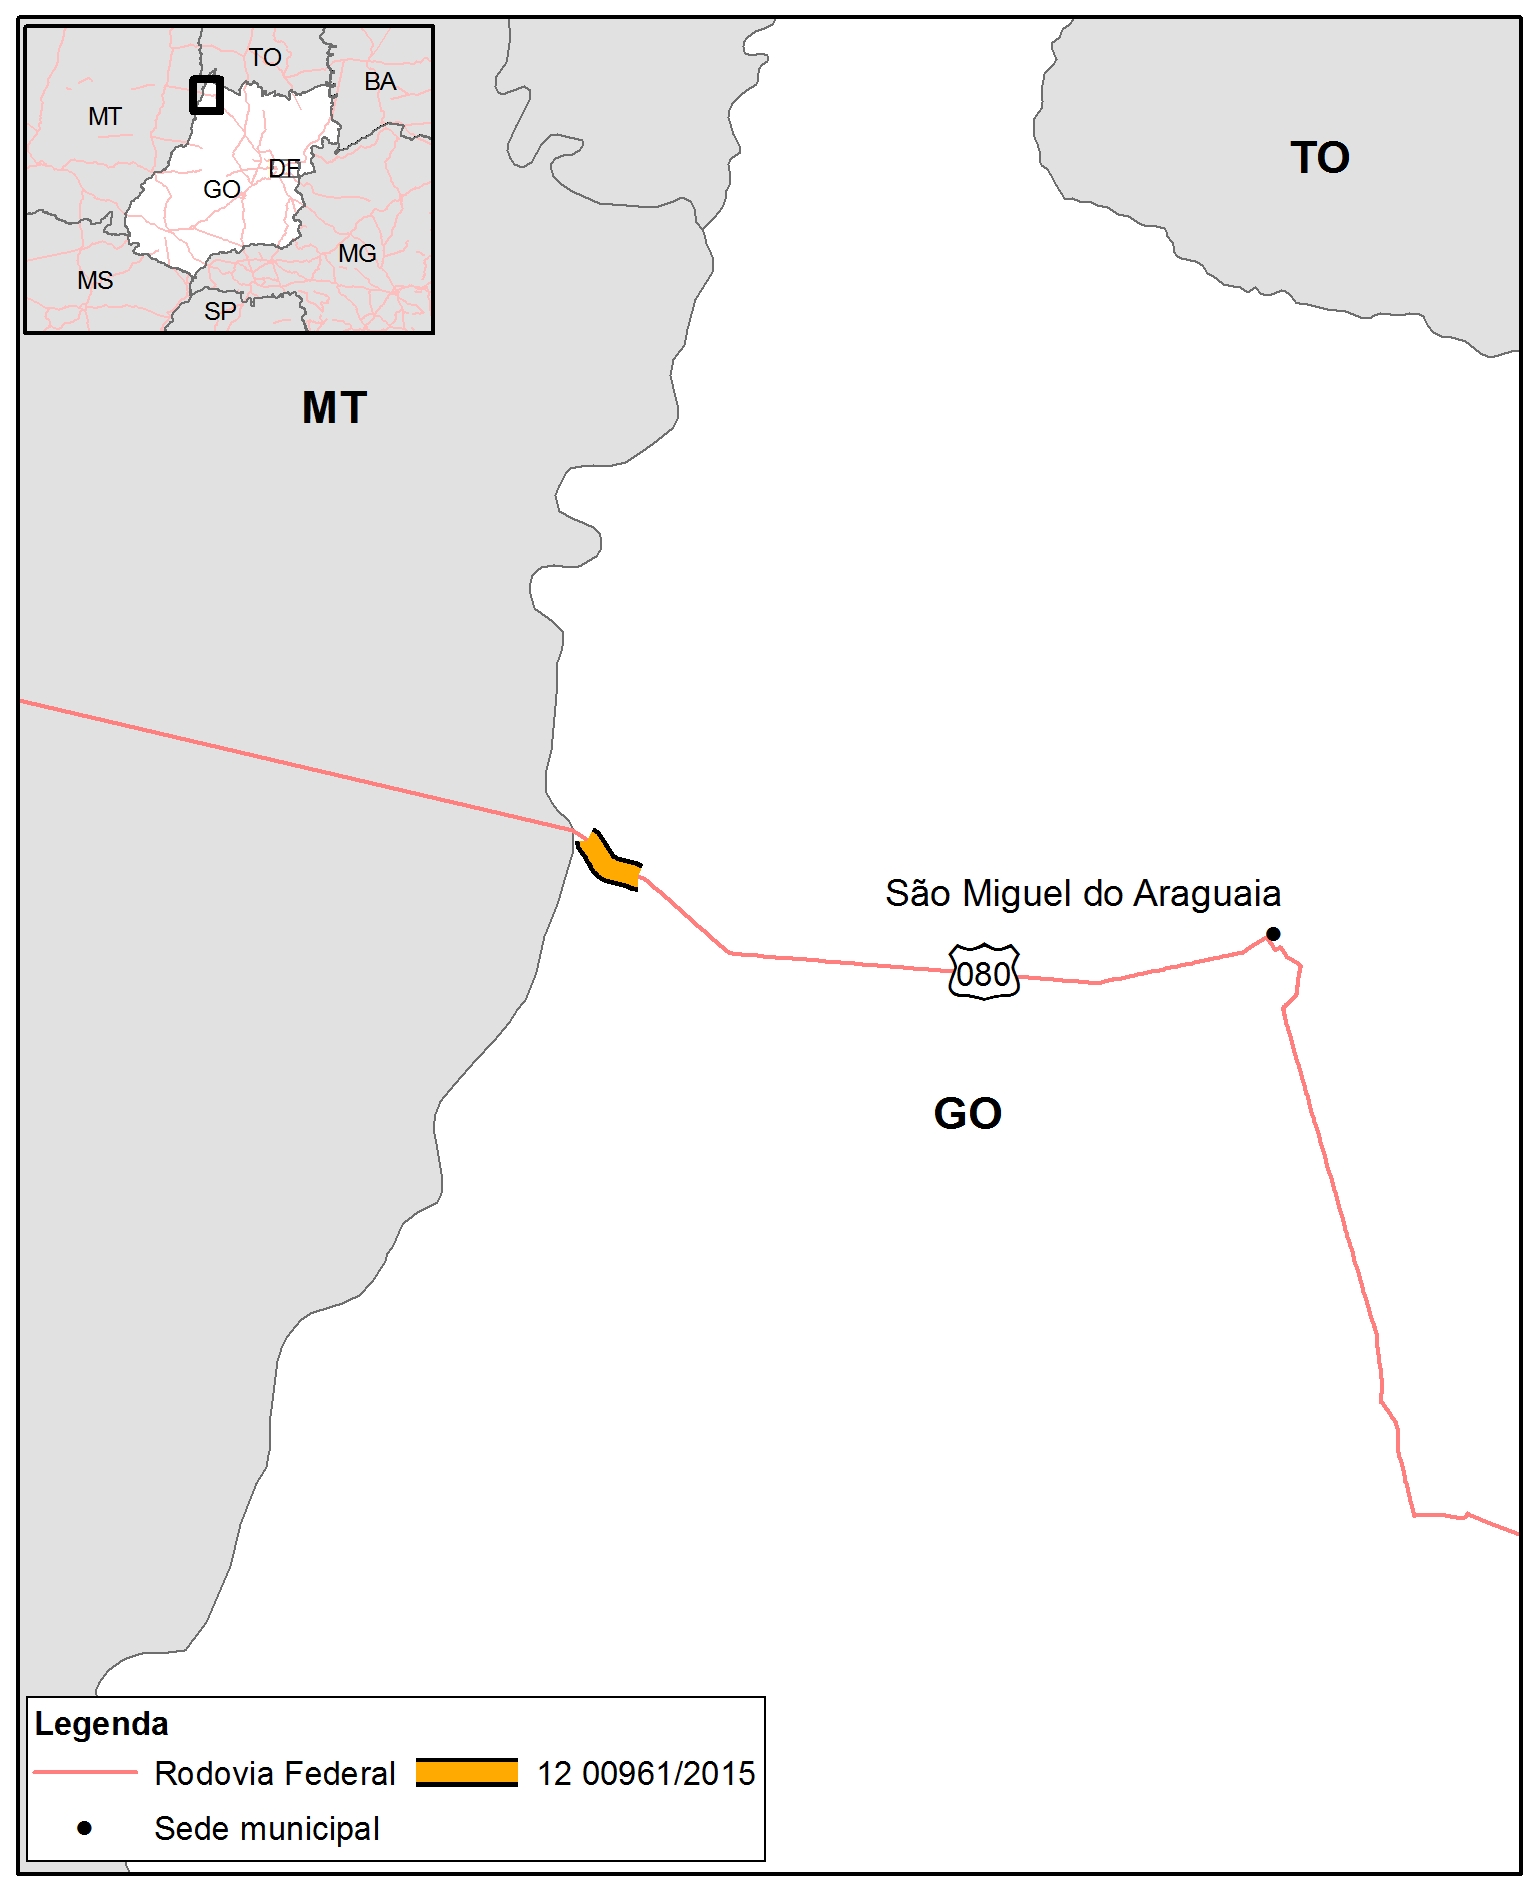 TO
BA
MT
DF
GO
MG
MS
SP
TO
MT
São Miguel do Araguaia
080
GO
Legenda
Rodovia Federal
12 00961/2015
Sede municipal